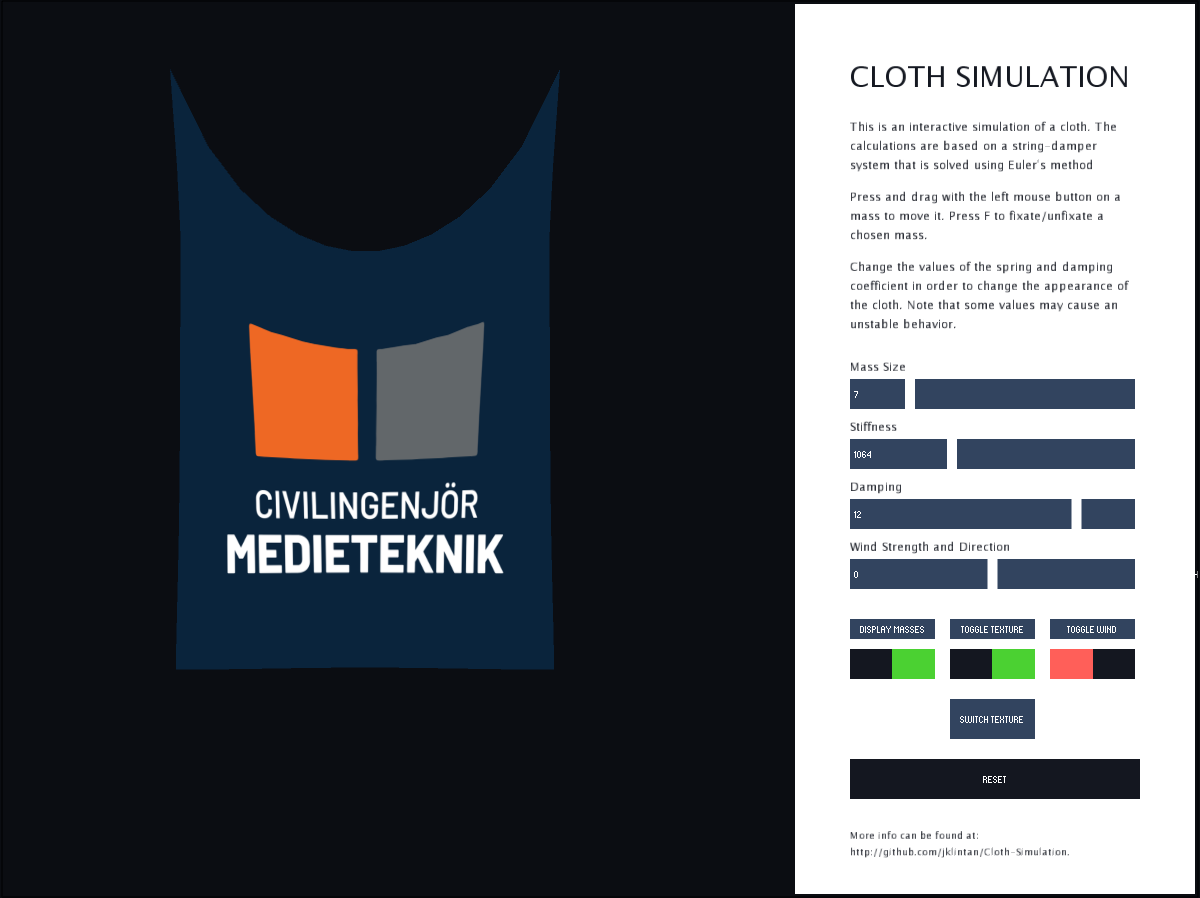 CIVILINGENJÖR
MEDIETEKNIK
CLOTH SIMULATION
This is an interactive simulation of a cloth. The
calculations are based on a string-damper
system that is solved using Euler's method
Press and drag with the left mouse button on a
mass to move it. Press F to fixate/unfixate a
chosen mass.
Change the values of the spring and damping
coefficient in order to change the appearance of
the cloth. Note that some values may cause an
unstable behavior.
Mass Size
7
Stiffness
1064
Damping
12
Wind Strength and Direction
0
DISPLAY MASSES
TOGGLE TEXTURE
TOGGLE WIND
SWITCH TEXTURE
RESET
More info can be found at:
http://github.com/jklintan/Cloth-Simulation.